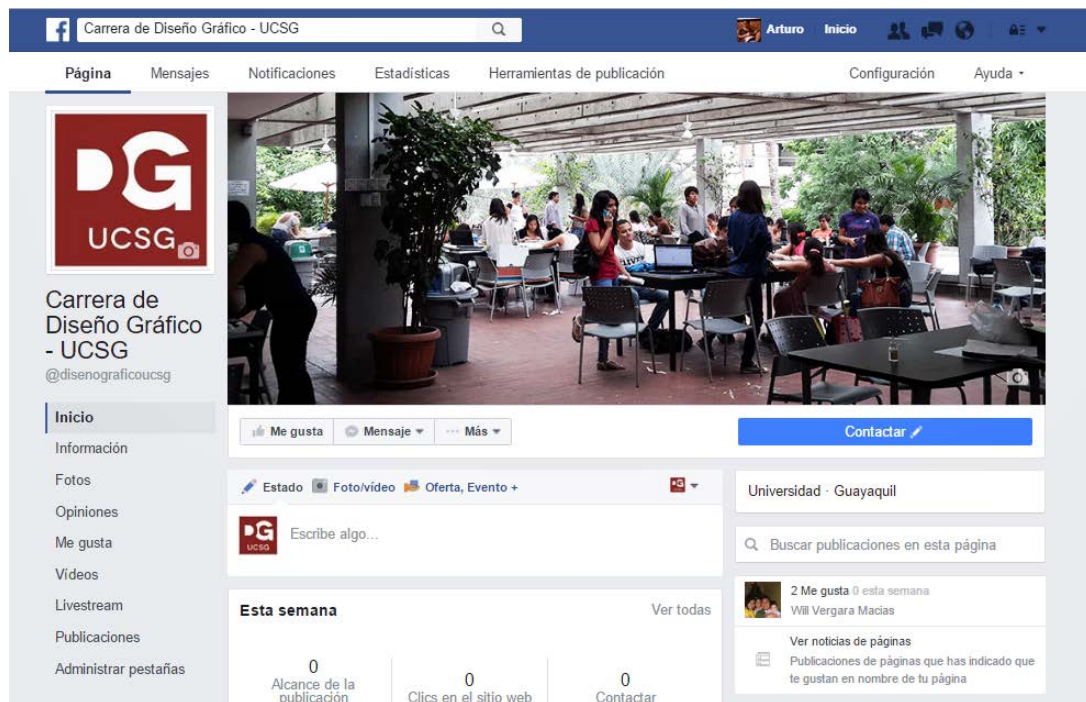 Carrera de Diseño Gráfico - UCSG
Arturo Inicio
Página Mensajes Notificaciones Estadísticas Herramientas de publicación Configuración Ayuda
DG
UCSG
Carrera de
Diseño Gráfico
- UCSG
@disenograficoucsg
Inicio
Información
Fotos
Opiniones
Me gusta
Vídeos
Livestream
Publicaciones
Administrar pestañas
Me gusta Mensaje Más
Contactar
Estado Foto/vídeo Oferta, Evento +
DG
DG
UCSG
Escribe algo...
Esta semana Ver todas
0
Alcance de la
publicación
0
Clics en el sitio web
0
Contactar
Universidad · Guayaquil
Buscar publicaciones en esta página
2 Me gusta 0 esta semana
Will Vergara Macias
Ver noticias de páginas
Publicaciones de páginas que has indicado que
te gustan en nombre de tu página